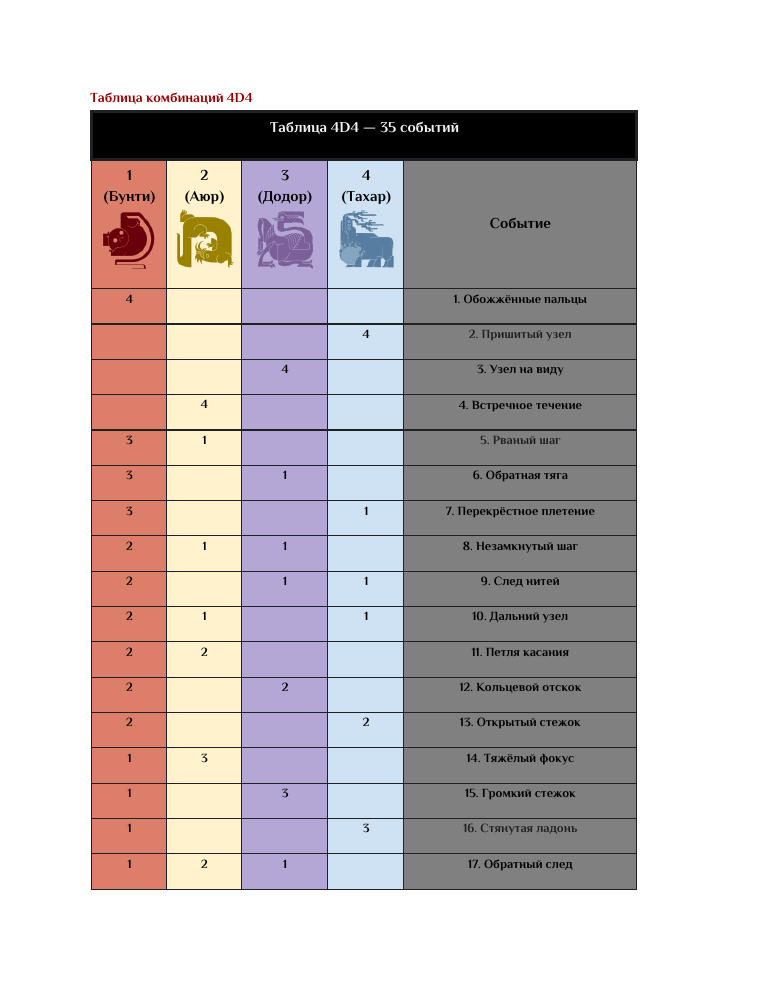 Таблица комбинаций 4D4
Таблица 4D4 — 35 событий
1 2 3 4
(Бунти) (Аюр) (Додор) (Тахар) Событие
4 1. Обожжённые пальцы
4 2. Пришитый узел
4 3. Узел на виду
4 4. Встречное течение
3 1 5. Рваный шаг
3 1 6. Обратная тяга
3 1 7. Перекрёстное плетение
2 1 1 8. Незамкнутый шаг
2 1 1 9. След нитей
2 1 1 10. Дальний узел
2 2 11. Петля касания
2 2 12. Кольцевой отскок
2 2 13. Открытый стежок
1 3 14. Тяжёлый фокус
1 3 15. Громкий стежок
1 3 16. Стянутая ладонь
1 2 1 17. Обратный след